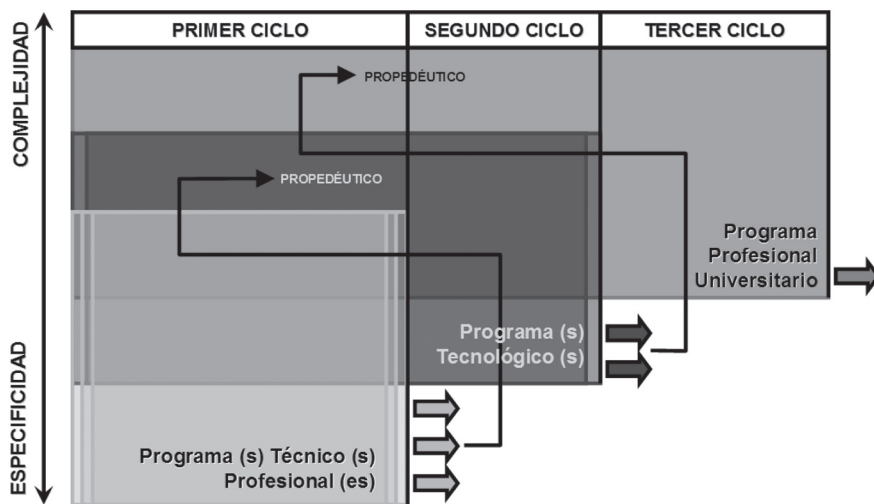 PRIMER CICLO
SEGUNDO CICLO
TERCER CICLO
COMPLEJIDAD
PROPEDÉUTICO
PROPEDÉUTICO
Programa
Profesional
Universitario
Programa (s)
Tecnológico (s)
ESPECIFICIDAD
Programa (s) Técnico (s)
Profesional (es)